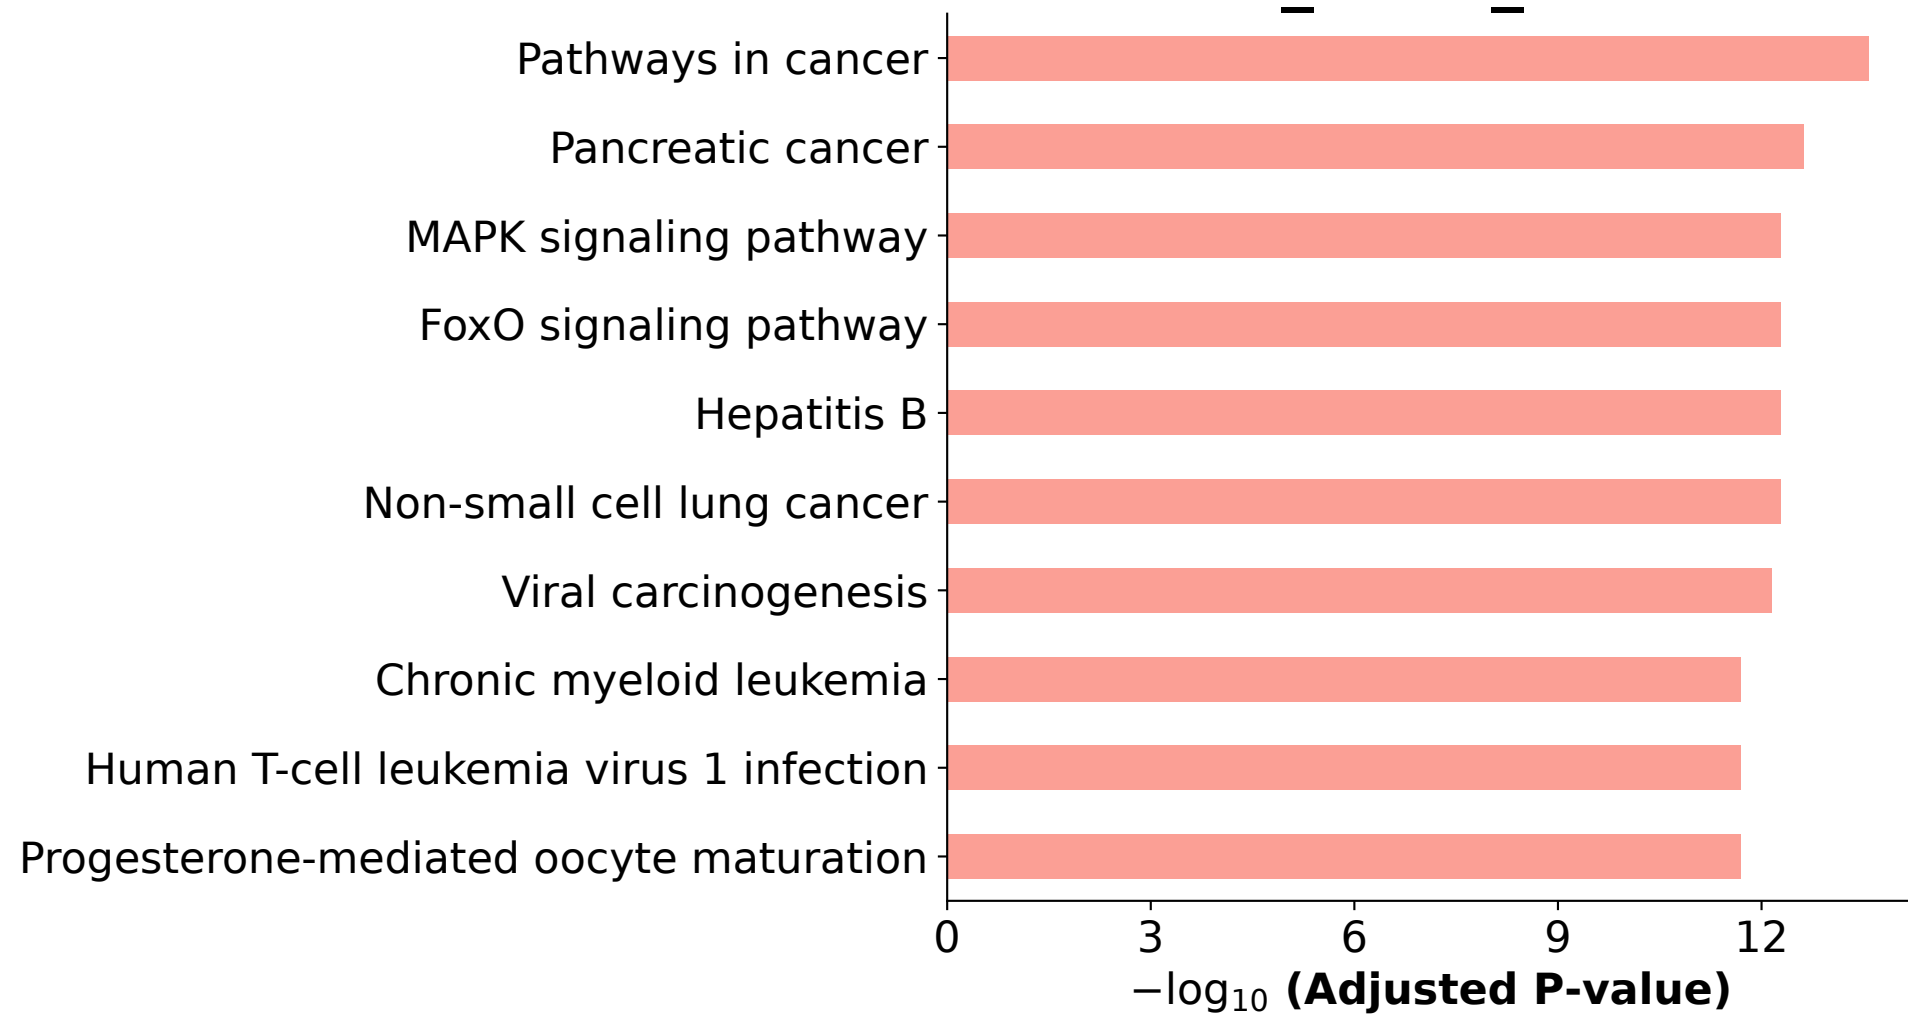 Pathways in cancer
Pancreatic cancer
MAPK signaling pathway
FoxO signaling pathway
Hepatitis B
Non-small cell lung cancer
Viral carcinogenesis
Chronic myeloid leukemia
Human T-cell leukemia virus 1 infection
Progesterone-mediated oocyte maturation
0 3 6 9 12
−log₁₀ (Adjusted P-value)